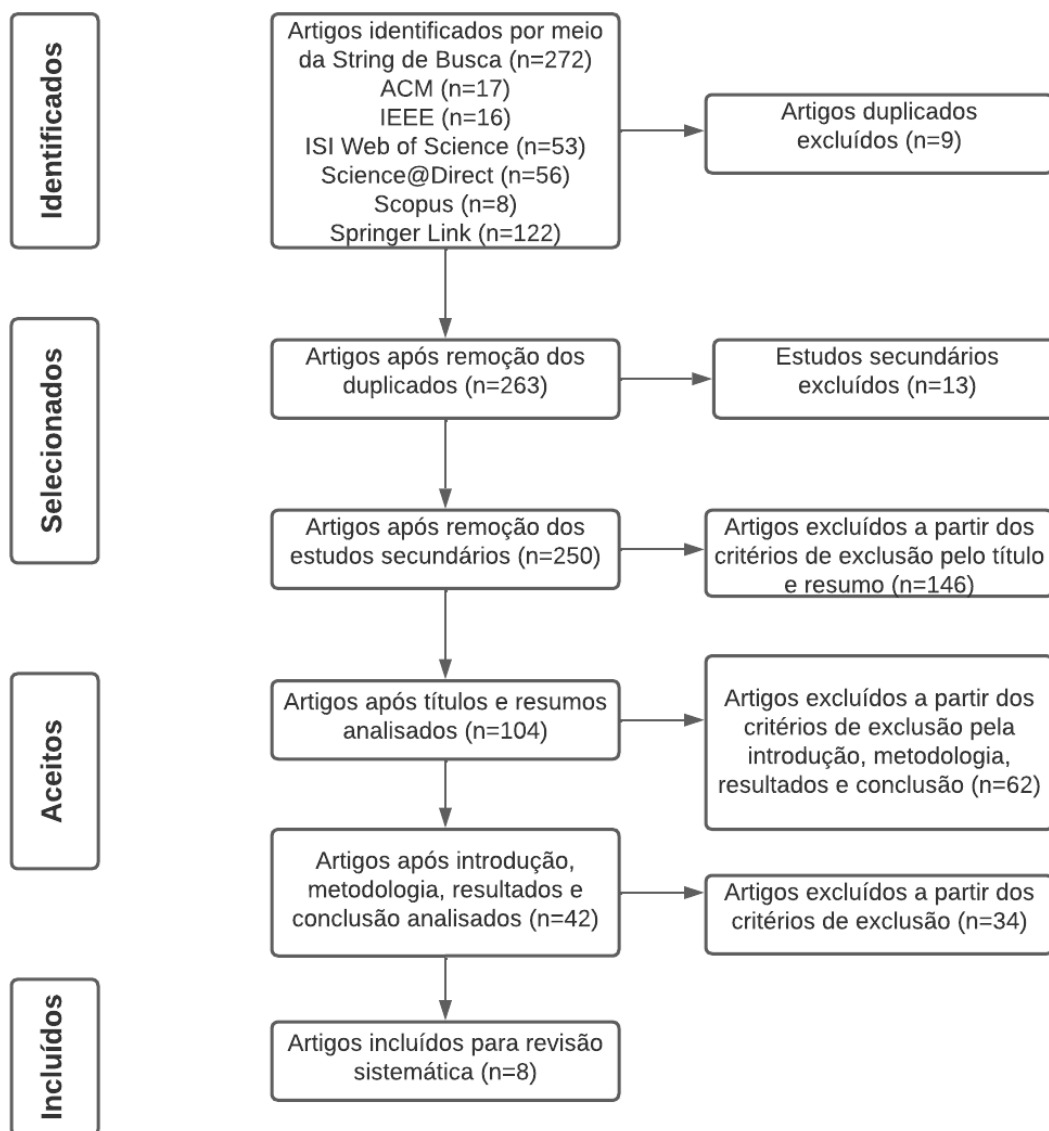 Identificados
Artigos identificados por meio
da String de Busca (n=272)
ACM (n=17)
IEEE (n=16)
ISI Web of Science (n=53)
Science@Direct (n=56)
Scopus (n=8)
Springer Link (n=122)
Artigos duplicados
excluídos (n=9)
Selecionados
Artigos após remoção dos
duplicados (n=263)
Estudos secundários
excluídos (n=13)
Artigos após remoção dos
estudos secundários (n=250)
Artigos excluídos a partir dos
critérios de exclusão pelo título
e resumo (n=146)
Aceitos
Artigos após títulos e resumos
analisados (n=104)
Artigos excluídos a partir dos
critérios de exclusão pela
introdução, metodologia,
resultados e conclusão (n=62)
Artigos após introdução,
metodologia, resultados e
conclusão analisados (n=42)
Artigos excluídos a partir dos
critérios de exclusão (n=34)
Incluídos
Artigos incluídos para revisão
sistemática (n=8)